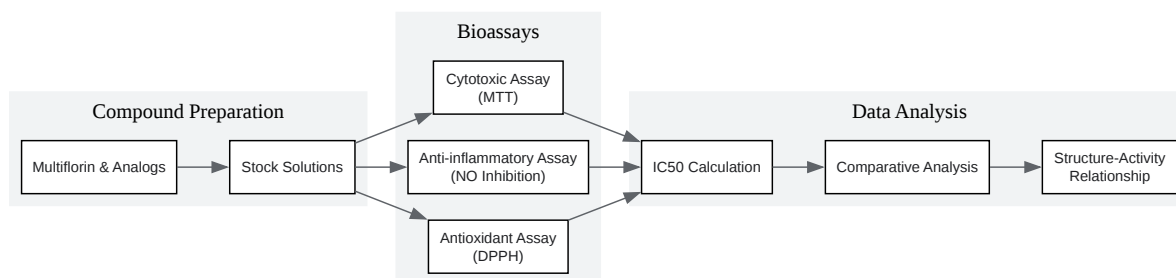 Compound Preparation
Multiflorin & Analogs
Stock Solutions
Bioassays
Cytotoxic Assay
(MTT)
Anti-inflammatory Assay
(NO Inhibition)
Antioxidant Assay
(DPPH)
Data Analysis
IC50 Calculation
Comparative Analysis
Structure-Activity
Relationship